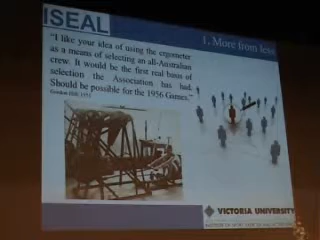 ISEAL
1. More from less
"I like your idea of using the ergometer
as a means of selecting an all-Australian
crew. It would be the first real basis of
selection the Association has had.
Should be possible for the 1956 Games."
VICTORIA UNIVERSITY